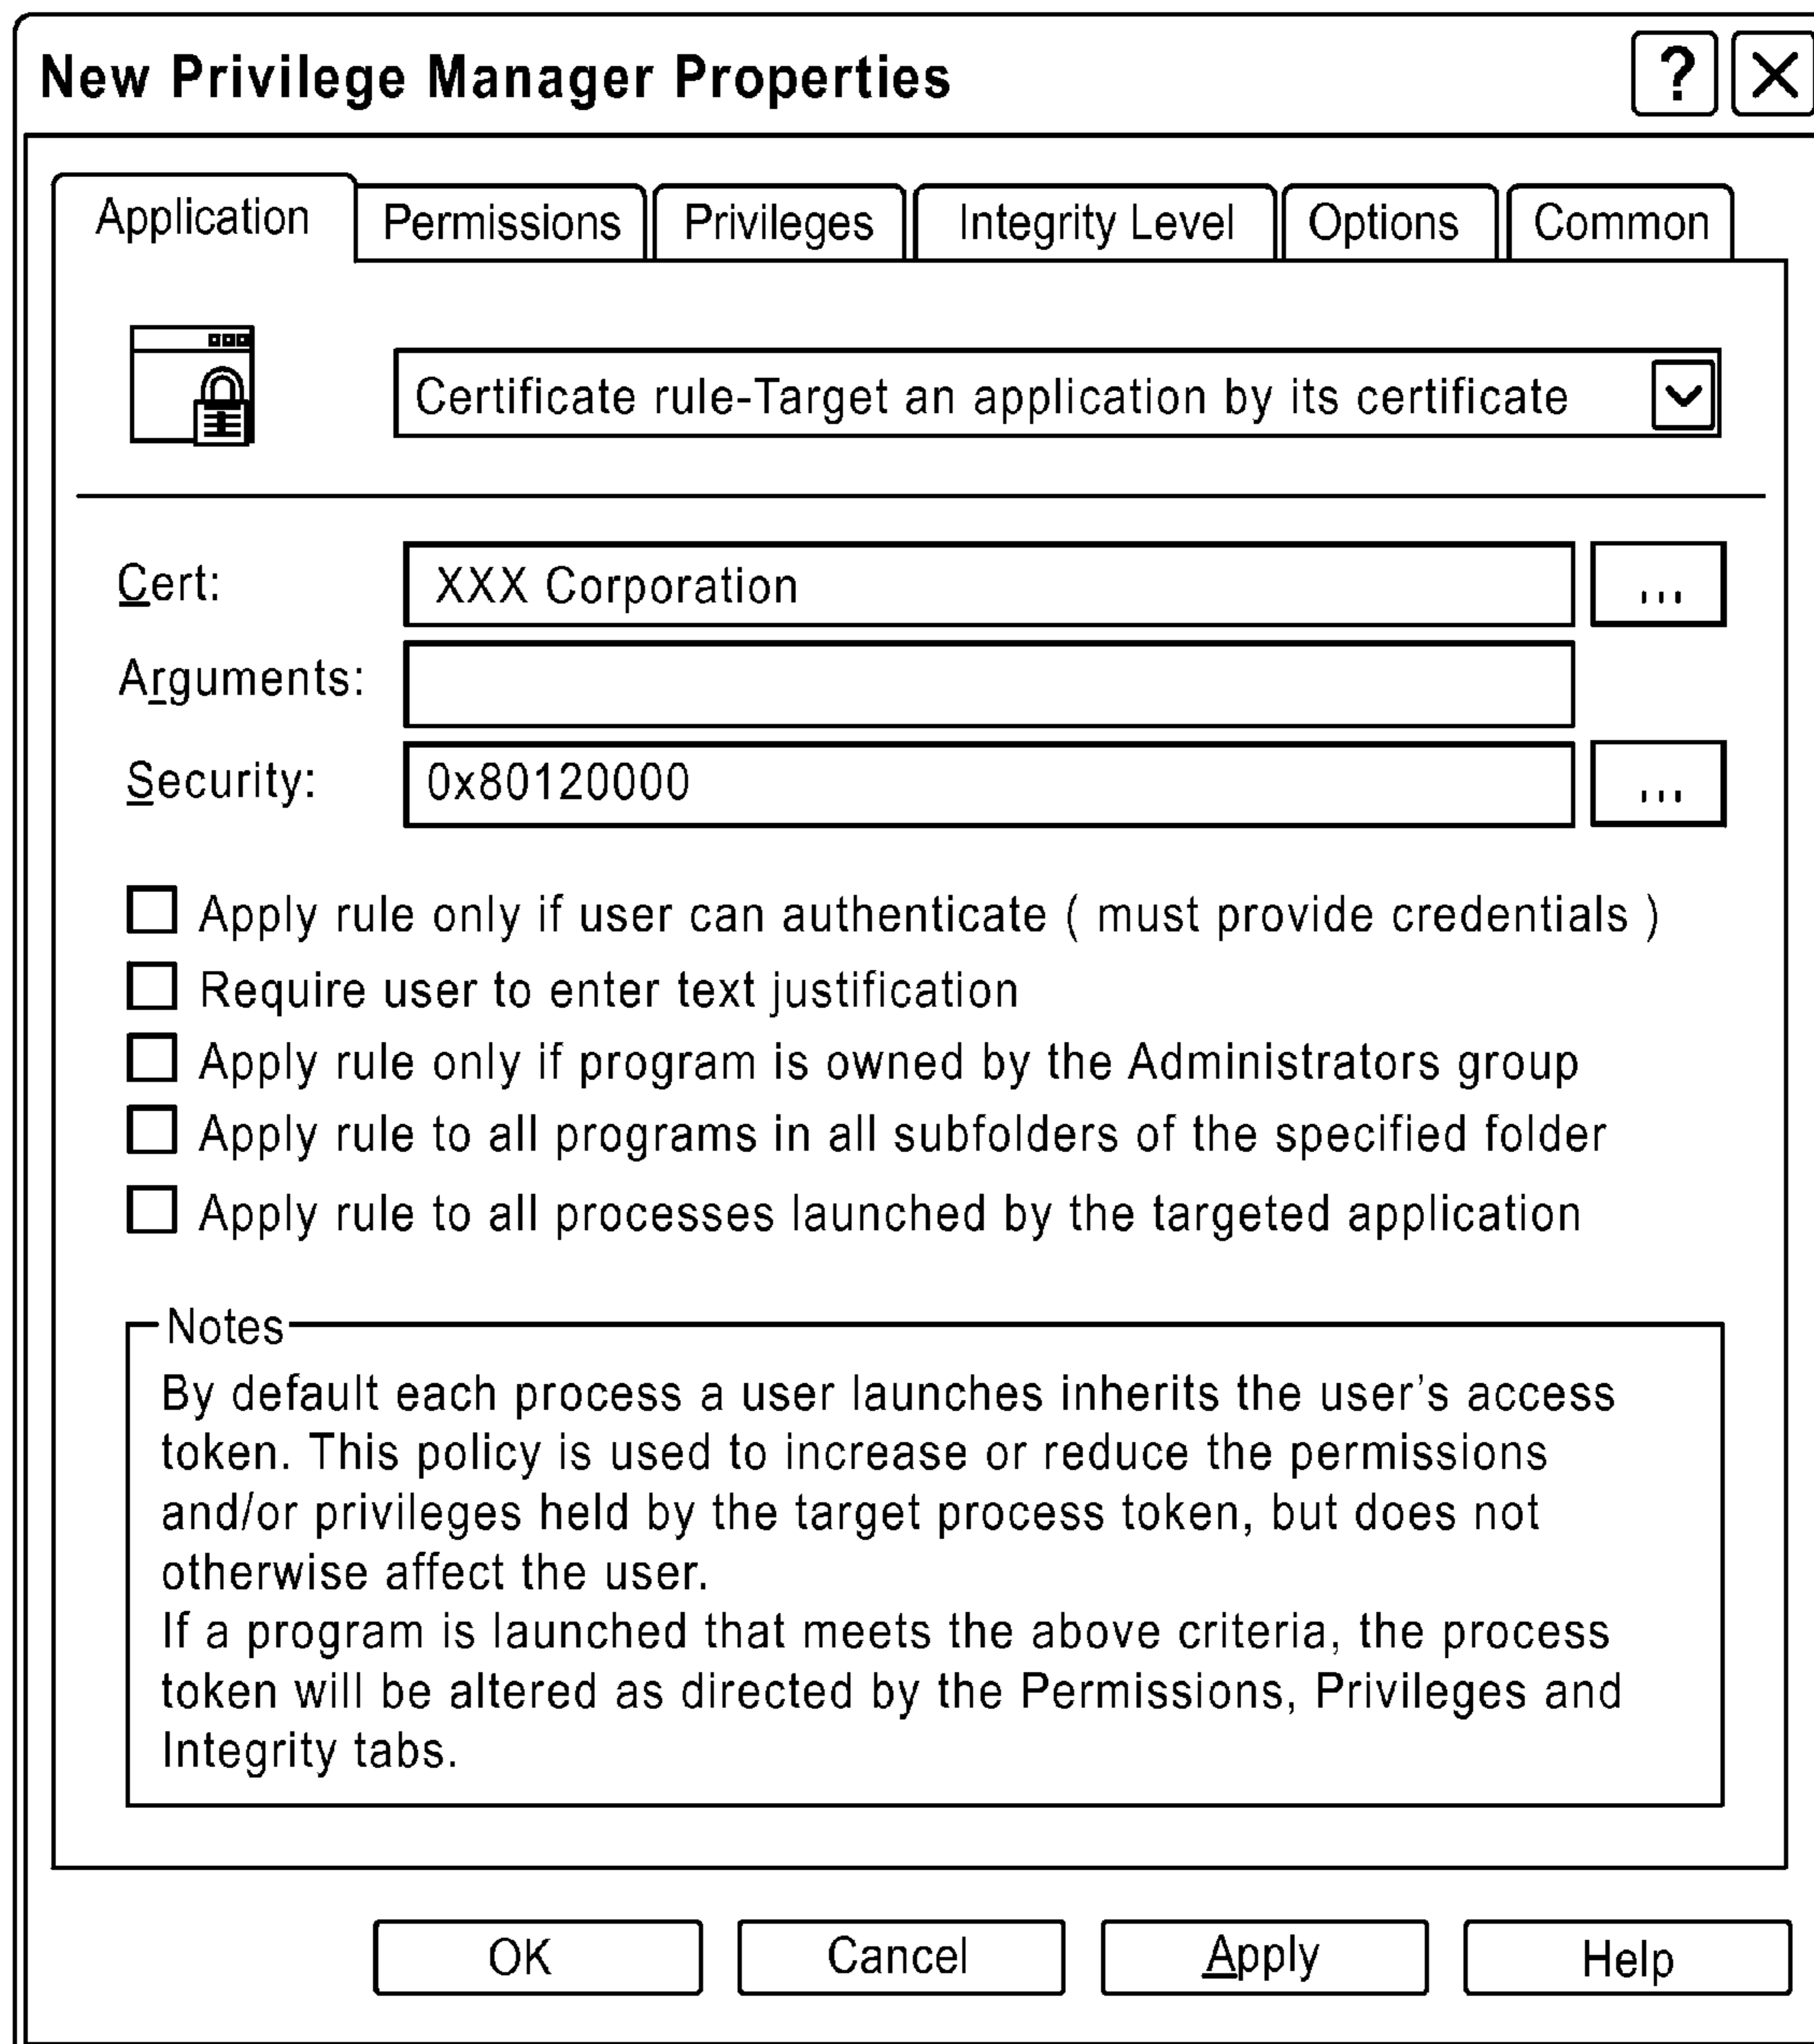 New Privilege Manager Properties ?
Application Permissions Privileges Integrity Level Options Common
Certificate rule-Target an application by its certificate
Cert: XXX Corporation ...
Arguments:
Security: 0x80120000 ...
Apply rule only if user can authenticate ( must provide credentials )
Require user to enter text justification
Apply rule only if program is owned by the Administrators group
Apply rule to all programs in all subfolders of the specified folder
Apply rule to all processes launched by the targeted application
Notes
By default each process a user launches inherits the user's access
token. This policy is used to increase or reduce the permissions
and/or privileges held by the target process token, but does not
otherwise affect the user.
If a program is launched that meets the above criteria, the process
token will be altered as directed by the Permissions, Privileges and
Integrity tabs.
OK Cancel Apply Help